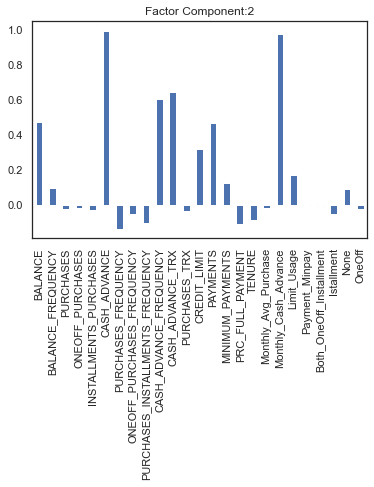 Factor Component:2
1.0
0.8
0.6
0.4
0.2
0.0
BALANCE
BALANCE_FREQUENCY
PURCHASES
ONEOFF_PURCHASES
INSTALLMENTS_PURCHASES
CASH_ADVANCE
PURCHASES_FREQUENCY
ONEOFF_PURCHASES_FREQUENCY
PURCHASES_INSTALLMENTS_FREQUENCY
CASH_ADVANCE_FREQUENCY
CASH_ADVANCE_TRX
PURCHASES_TRX
CREDIT_LIMIT
PAYMENTS
MINIMUM_PAYMENTS
PRC_FULL_PAYMENT
TENURE
Monthly_Avg_Purchase
Monthly_Cash_Advance
Limit_Usage
Payment_Minpay
Both_OneOff_Installment
Istallment
None
OneOff